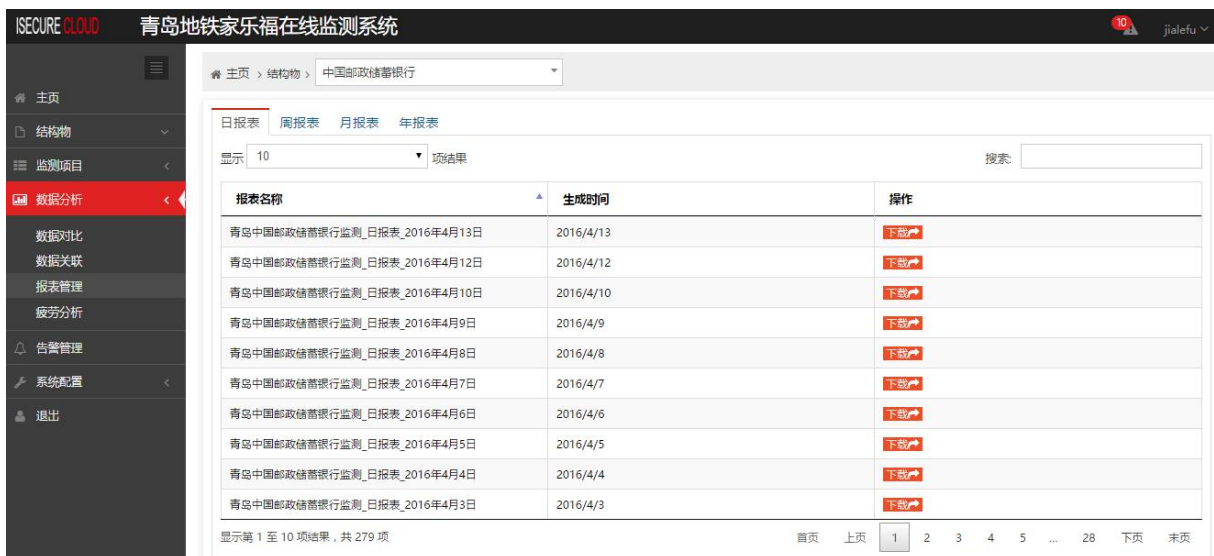 ISECURE CLOUD 青岛地铁家乐福在线监测系统 10 jialefu
主页 > 结构物 > 中国邮政储蓄银行
主页
结构物
监测项目
数据分析
数据对比
数据关联
报表管理
疲劳分析
告警管理
系统配置
退出
日报表 周报表 月报表 年报表
显示 10 项结果 搜索:
报表名称 生成时间 操作
青岛中国邮政储蓄银行监测_日报表_2016年4月13日 2016/4/13 下载
青岛中国邮政储蓄银行监测_日报表_2016年4月12日 2016/4/12 下载
青岛中国邮政储蓄银行监测_日报表_2016年4月10日 2016/4/10 下载
青岛中国邮政储蓄银行监测_日报表_2016年4月9日 2016/4/9 下载
青岛中国邮政储蓄银行监测_日报表_2016年4月8日 2016/4/8 下载
青岛中国邮政储蓄银行监测_日报表_2016年4月7日 2016/4/7 下载
青岛中国邮政储蓄银行监测_日报表_2016年4月6日 2016/4/6 下载
青岛中国邮政储蓄银行监测_日报表_2016年4月5日 2016/4/5 下载
青岛中国邮政储蓄银行监测_日报表_2016年4月4日 2016/4/4 下载
青岛中国邮政储蓄银行监测_日报表_2016年4月3日 2016/4/3 下载
显示第 1 至 10 项结果，共 279 项 首页 上页 1 2 3 4 5 ... 28 下页 末页